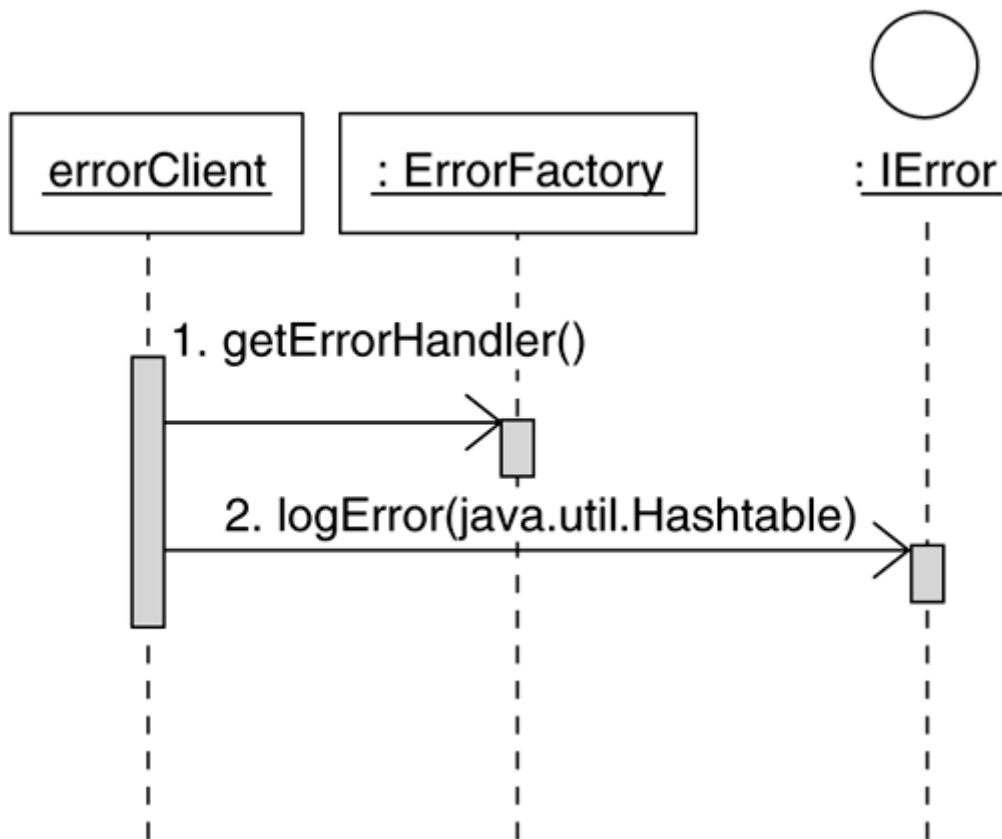 errorClient
: ErrorFactory
: IError
1. getErrorHandler()
2. logError(java.util.Hashtable)